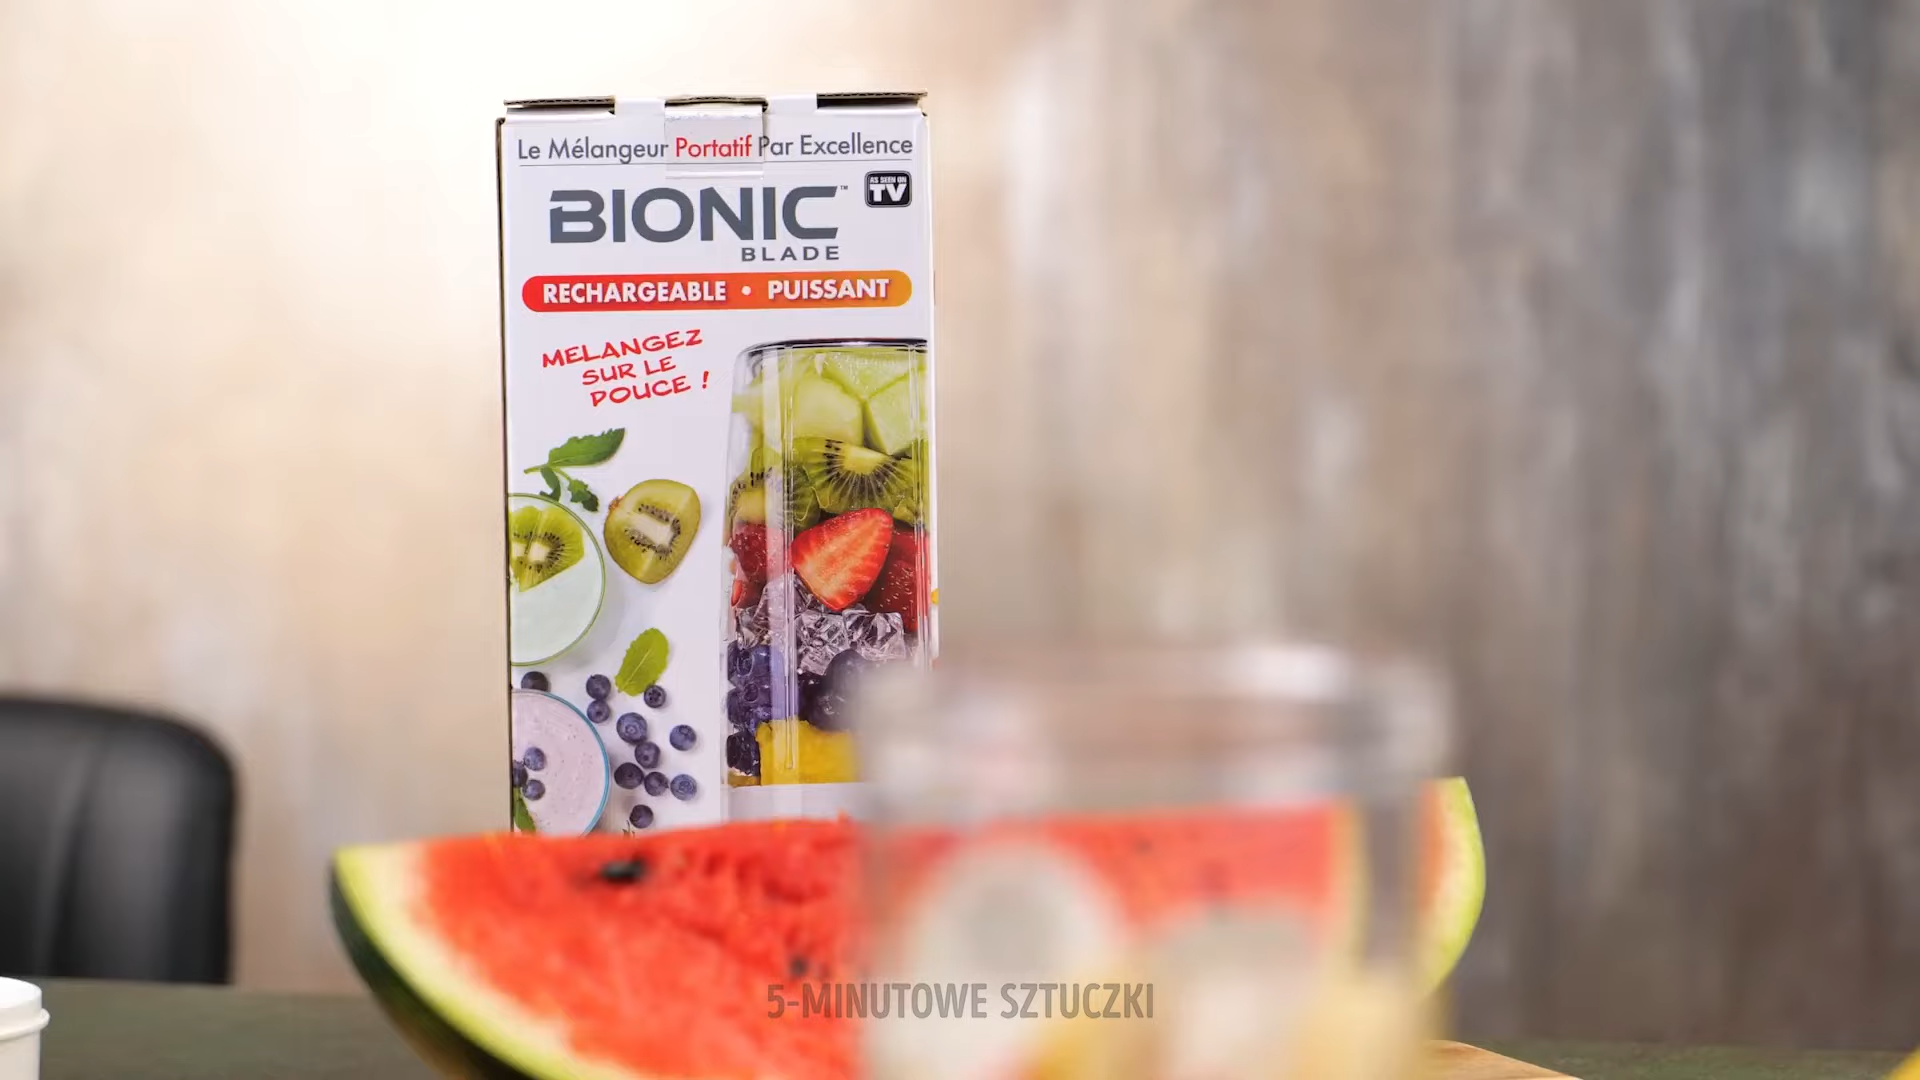 Le Mélangeur Portatif Par Excellence
BIONIC™
BLADE
AS SEEN ON
TV
RECHARGEABLE • PUISSANT
MELANGEZ
SUR LE
POUCE !
5-MINUTOWE SZTUCZKI